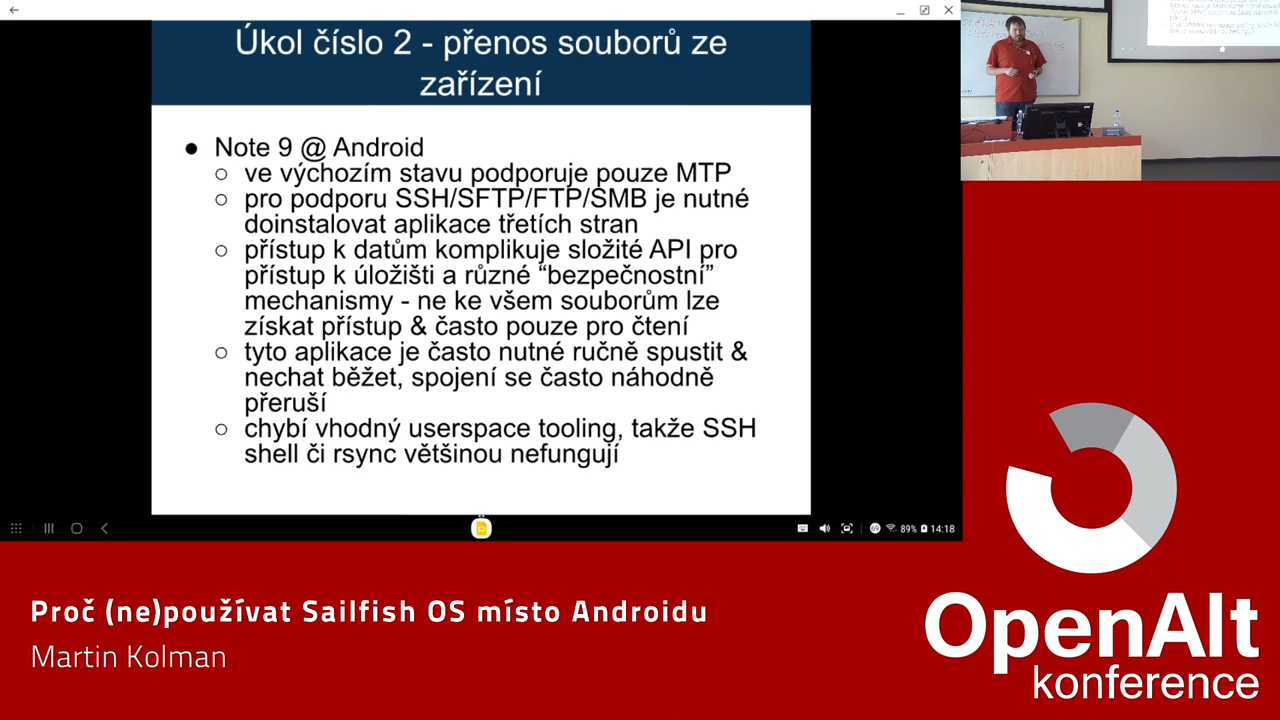 Úkol číslo 2 - přenos souborů ze
zařízení
● Note 9 @ Android
○ ve výchozím stavu podporuje pouze MTP
○ pro podporu SSH/SFTP/FTP/SMB je nutné
doinstalovat aplikace třetích stran
○ přístup k datům komplikuje složité API pro
přístup k úložišti a různé “bezpečnostní”
mechanismy - ne ke všem souborům lze
získat přístup & často pouze pro čtení
○ tyto aplikace je často nutné ručně spustit &
nechat běžet, spojení se často náhodně
přeruší
○ chybí vhodný userspace tooling, takže SSH
shell či rsync většinou nefungují
89% 14:18
Proč (ne)používat Sailfish OS místo Androidu
Martin Kolman
OpenAlt
konference